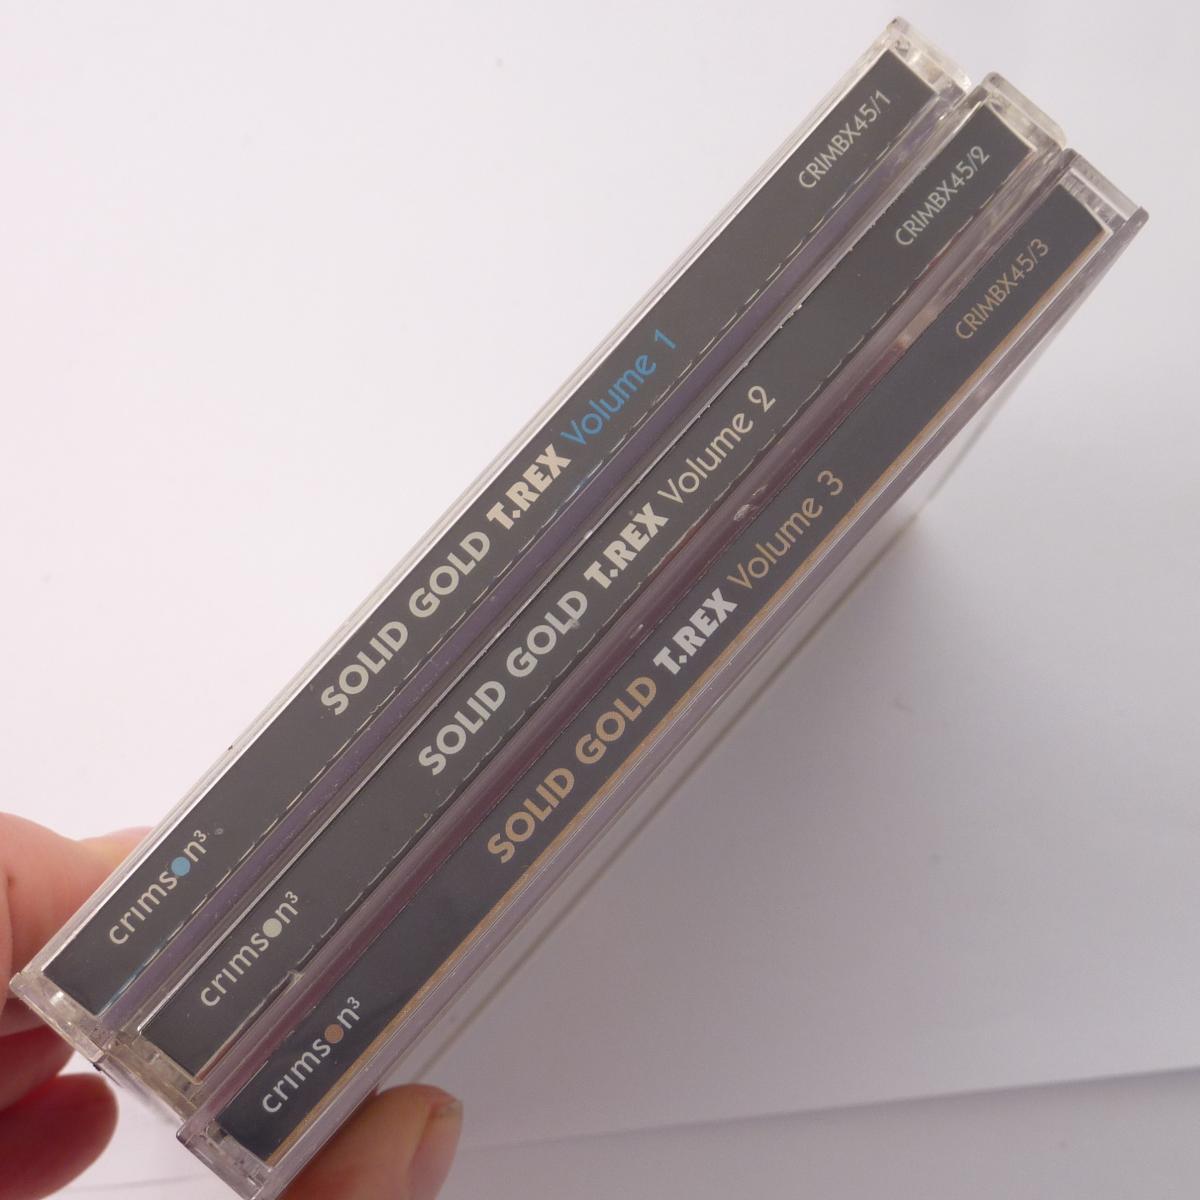 crimson³ SOLID GOLD T.REX Volume 1 CRIMBX45/1
crimson³ SOLID GOLD T.REX Volume 2 CRIMBX45/2
crimson³ SOLID GOLD T.REX Volume 3 CRIMBX45/3